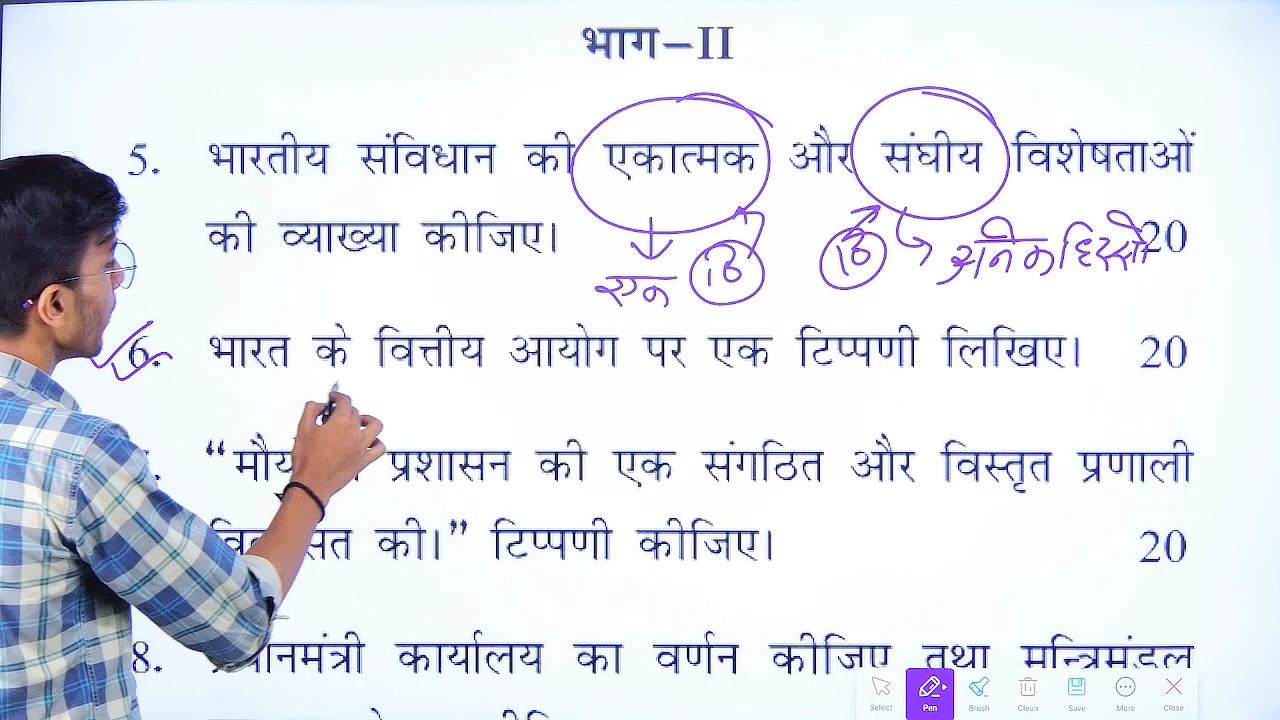 भाग–II
5. भारतीय संविधान की एकात्मक और संघीय विशेषताओं
की व्याख्या कीजिए। 20
एक 18 18 अनेक हिस्सो
6. भारत के वित्तीय आयोग पर एक टिप्पणी लिखिए। 20
“ प्रशासन की एक संगठित और विस्तृत प्रणाली
की।” टिप्पणी कीजिए। 20
8. कार्यालय का वर्णन कीजिए तथा मन्त्रिमंडल
Select Pen Brush Clean Save More Close